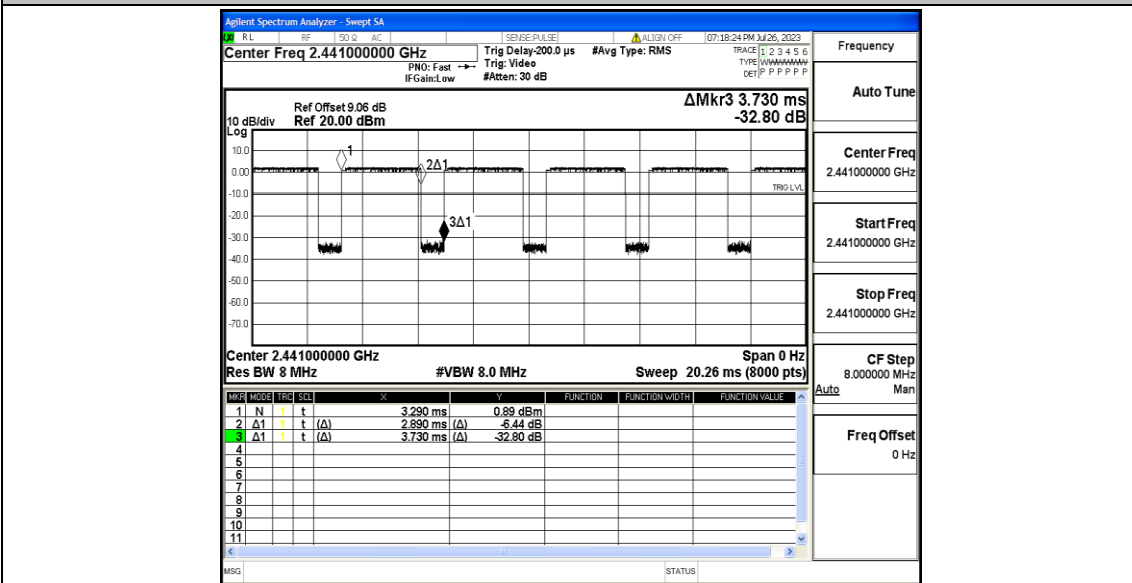 Agilent Spectrum Analyzer - Swept SA
RL RF 50 Ω AC SENSE:PULSE ALIGN OFF 07:18:24 PM Jul 26, 2023
Center Freq 2.441000000 GHz
PNO: Fast
IFGain:Low
Trig Delay-200.0 µs
Trig: Video
#Atten: 30 dB
#Avg Type: RMS
TRACE 1 2 3 4 5 6
TYPE
DET P P P P P P
ΔMkr3 3.730 ms
-32.80 dB
Ref Offset 9.06 dB
10 dB/div Ref 20.00 dBm
Log
10.0
0.00
-10.0
-20.0
-30.0
-40.0
-50.0
-60.0
-70.0
1
2Δ1
3Δ1
TRIG LVL
Center 2.441000000 GHz Span 0 Hz
Res BW 8 MHz #VBW 8.0 MHz Sweep 20.26 ms (8000 pts)
MKR MODE TRC SCL X Y FUNCTION FUNCTION WIDTH FUNCTION VALUE
1 N 1 t 3.290 ms 0.89 dBm
2 Δ1 1 t (Δ) 2.890 ms (Δ) -6.44 dB
3 Δ1 1 t (Δ) 3.730 ms (Δ) -32.80 dB
4
5
6
7
8
9
10
11
MSG STATUS
Frequency
Auto Tune
Center Freq
2.441000000 GHz
Start Freq
2.441000000 GHz
Stop Freq
2.441000000 GHz
CF Step
8.000000 MHz
Auto Man
Freq Offset
0 Hz